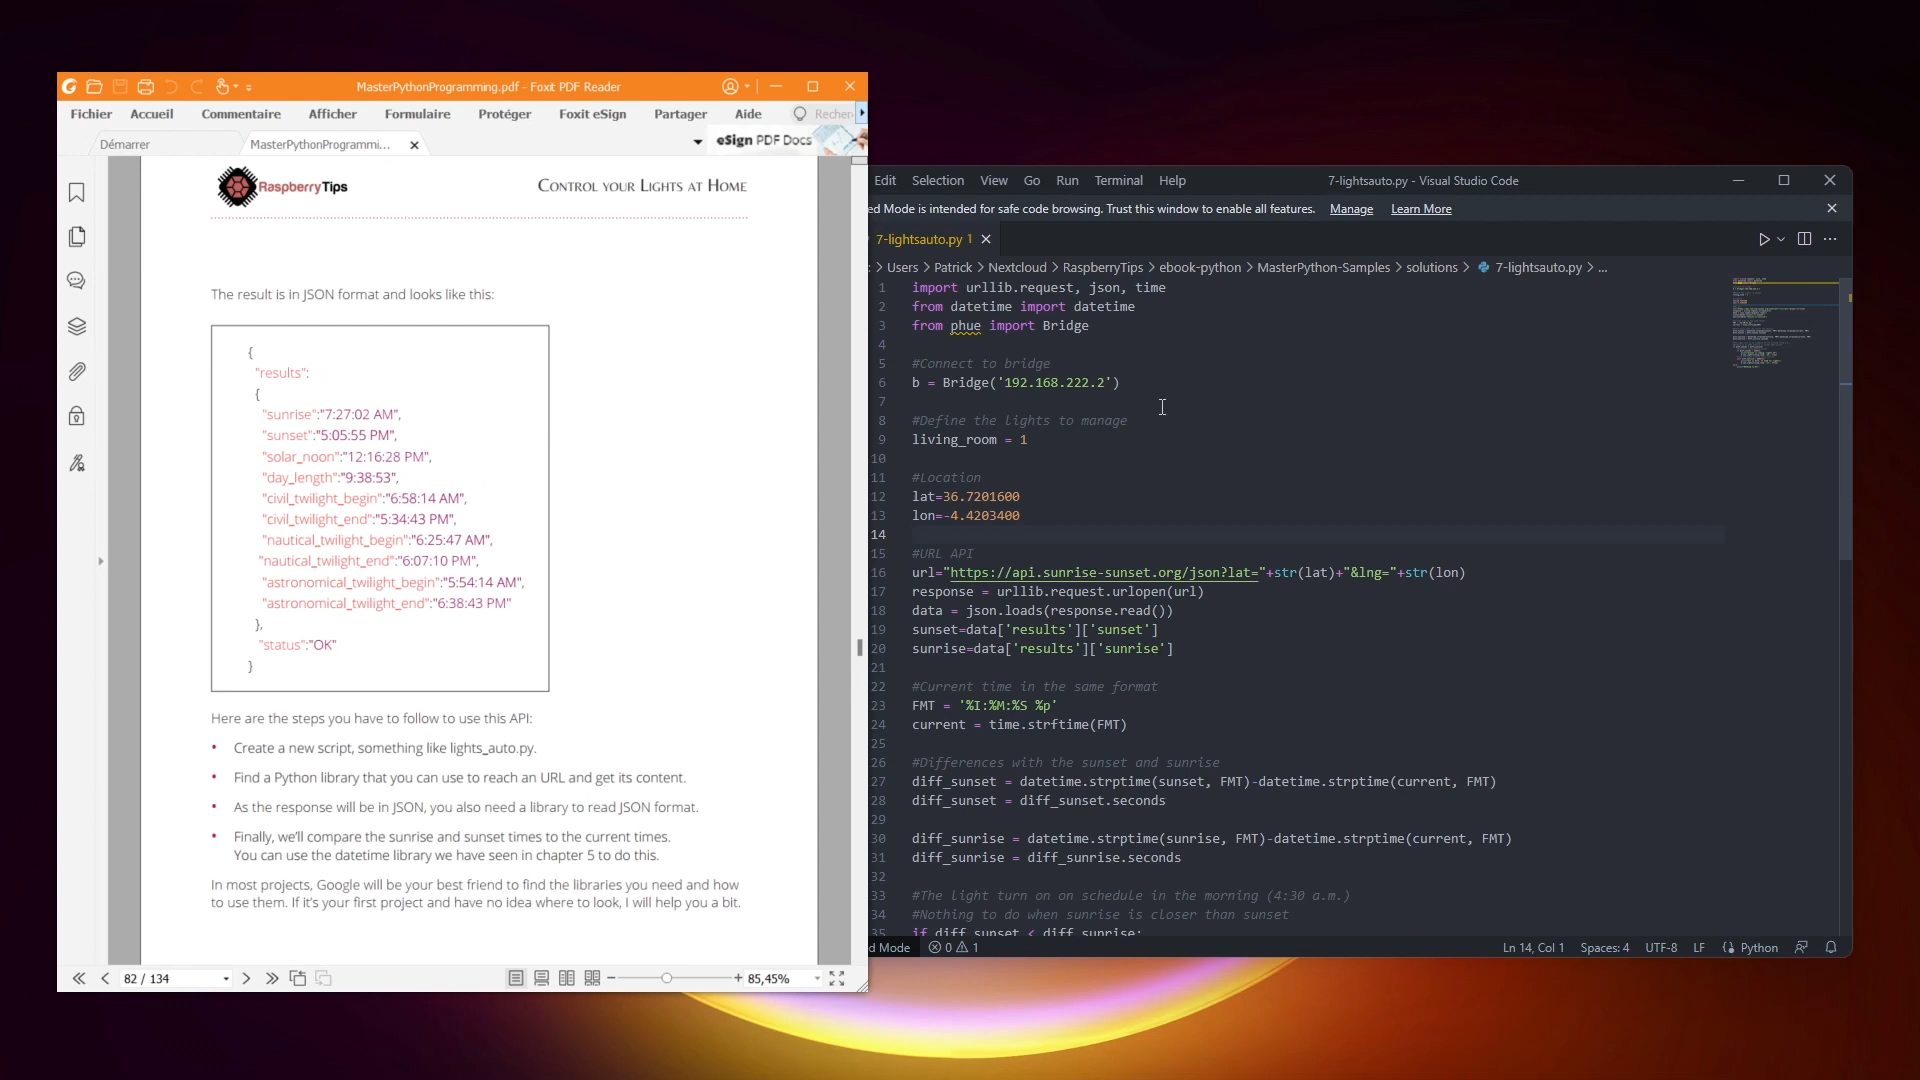 MasterPythonProgramming.pdf - Foxit PDF Reader
Fichier Accueil Commentaire Afficher Formulaire Protéger Foxit eSign Partager Aide Recher
Démarrer
MasterPythonProgrammi...
eSign PDF Docs
RaspberryTips
Control your Lights at Home
The result is in JSON format and looks like this:
{
"results":
{
"sunrise":"7:27:02 AM",
"sunset":"5:05:55 PM",
"solar_noon":"12:16:28 PM",
"day_length":"9:38:53",
"civil_twilight_begin":"6:58:14 AM",
"civil_twilight_end":"5:34:43 PM",
"nautical_twilight_begin":"6:25:47 AM",
"nautical_twilight_end":"6:07:10 PM",
"astronomical_twilight_begin":"5:54:14 AM",
"astronomical_twilight_end":"6:38:43 PM"
},
"status":"OK"
}
Here are the steps you have to follow to use this API:
• Create a new script, something like lights_auto.py.
• Find a Python library that you can use to reach an URL and get its content.
• As the response will be in JSON, you also need a library to read JSON format.
• Finally, we'll compare the sunrise and sunset times to the current times.
You can use the datetime library we have seen in chapter 5 to do this.
In most projects, Google will be your best friend to find the libraries you need and how
to use them. If it's your first project and have no idea where to look, I will help you a bit.
82 / 134
85,45%
Edit Selection View Go Run Terminal Help
7-lightsauto.py - Visual Studio Code
ed Mode is intended for safe code browsing. Trust this window to enable all features. Manage Learn More
7-lightsauto.py 1
: > Users > Patrick > Nextcloud > RaspberryTips > ebook-python > MasterPython-Samples > solutions > 7-lightsauto.py > ...
1 import urllib.request, json, time
2 from datetime import datetime
3 from phue import Bridge
4
5 #Connect to bridge
6 b = Bridge('192.168.222.2')
7
8 #Define the lights to manage
9 living_room = 1
10
11 #Location
12 lat=36.7201600
13 lon=-4.4203400
14
15 #URL API
16 url="https://api.sunrise-sunset.org/json?lat="+str(lat)+"&lng="+str(lon)
17 response = urllib.request.urlopen(url)
18 data = json.loads(response.read())
19 sunset=data['results']['sunset']
20 sunrise=data['results']['sunrise']
21
22 #Current time in the same format
23 FMT = '%I:%M:%S %p'
24 current = time.strftime(FMT)
25
26 #Differences with the sunset and sunrise
27 diff_sunset = datetime.strptime(sunset, FMT)-datetime.strptime(current, FMT)
28 diff_sunset = diff_sunset.seconds
29
30 diff_sunrise = datetime.strptime(sunrise, FMT)-datetime.strptime(current, FMT)
31 diff_sunrise = diff_sunrise.seconds
32
33 #The light turn on on schedule in the morning (4:30 a.m.)
34 #Nothing to do when sunrise is closer than sunset
35 if diff_sunset < diff_sunrise:
d Mode 0 1
Ln 14, Col 1 Spaces: 4 UTF-8 LF Python